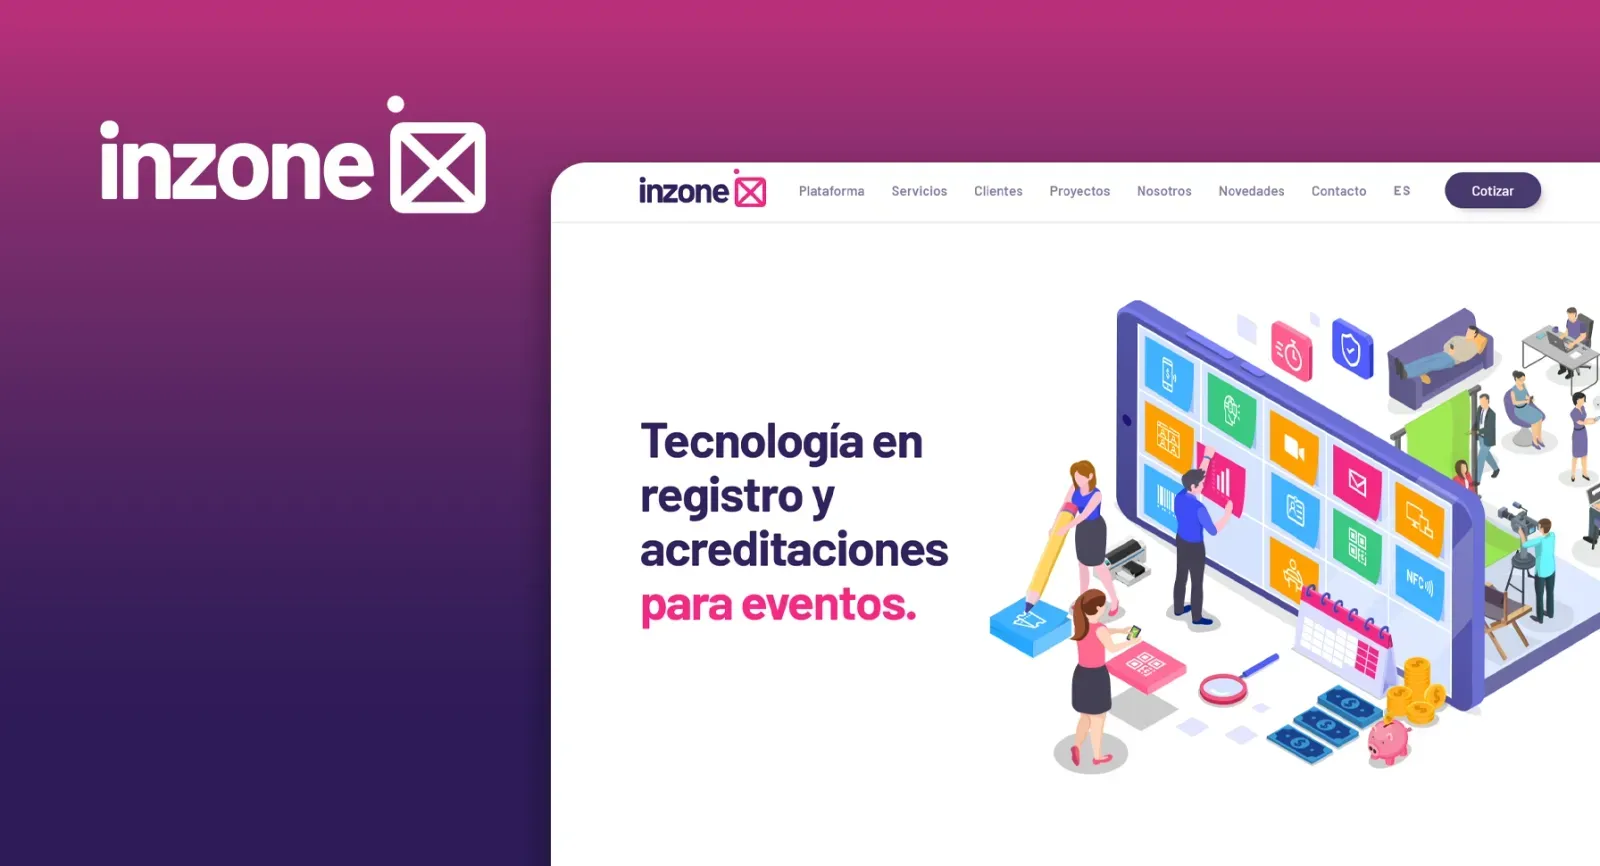 inzone
inzone
Plataforma Servicios Clientes Proyectos Nosotros Novedades Contacto ES Cotizar
Tecnología en
registro y
acreditaciones
para eventos.
NFC